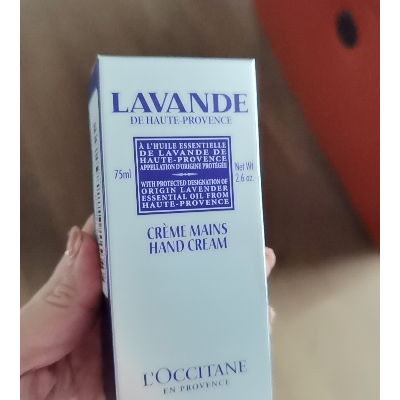 LAVANDE
DE HAUTE-PROVENCE
À L'HUILE ESSENTIELLE
DE LAVANDE DE
HAUTE-PROVENCE
APPELLATION D'ORIGINE PROTÉGÉE
WITH PROTECTED DESIGNATION OF
ORIGIN LAVENDER
ESSENTIAL OIL FROM
HAUTE-PROVENCE
75ml
Net Wt
2.6 oz.
CRÈME MAINS
HAND CREAM
L'OCCITANE
EN PROVENCE